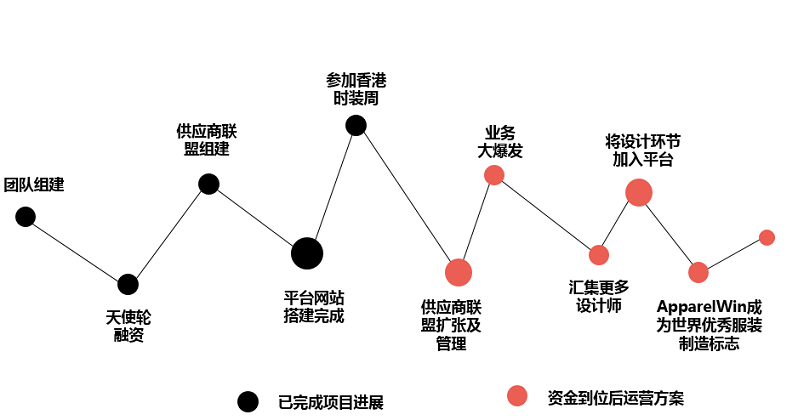 团队组建
天使轮
融资
供应商联
盟组建
平台网站
搭建完成
参加香港
时装周
供应商联
盟扩张及
管理
业务
大爆发
汇集更多
设计师
将设计环节
加入平台
ApparelWin成
为世界优秀服装
制造标志
已完成项目进展
资金到位后运营方案